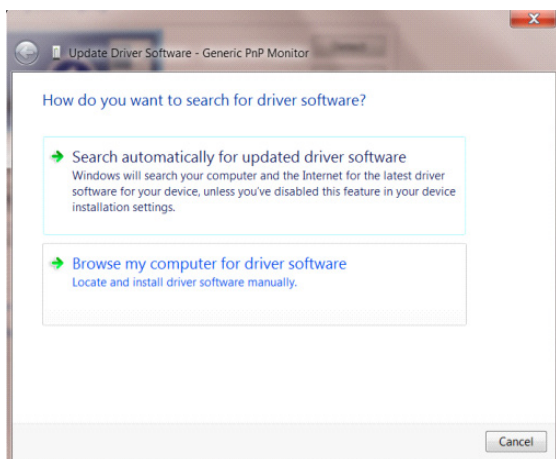 Update Driver Software - Generic PnP Monitor
How do you want to search for driver software?
Search automatically for updated driver software
Windows will search your computer and the Internet for the latest driver
software for your device, unless you've disabled this feature in your device
installation settings.
Browse my computer for driver software
Locate and install driver software manually.
Cancel